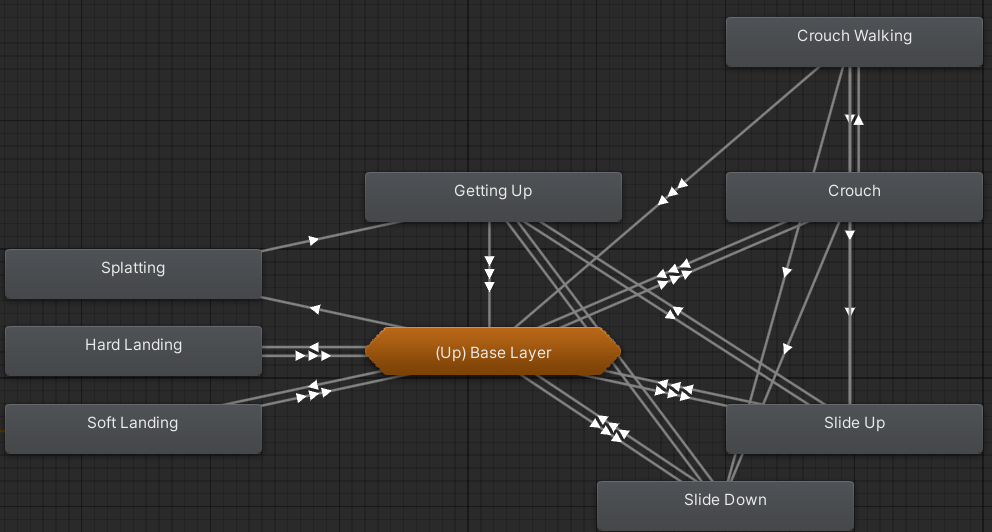 Crouch Walking
Getting Up
Crouch
Splatting
Hard Landing
(Up) Base Layer
Soft Landing
Slide Up
Slide Down